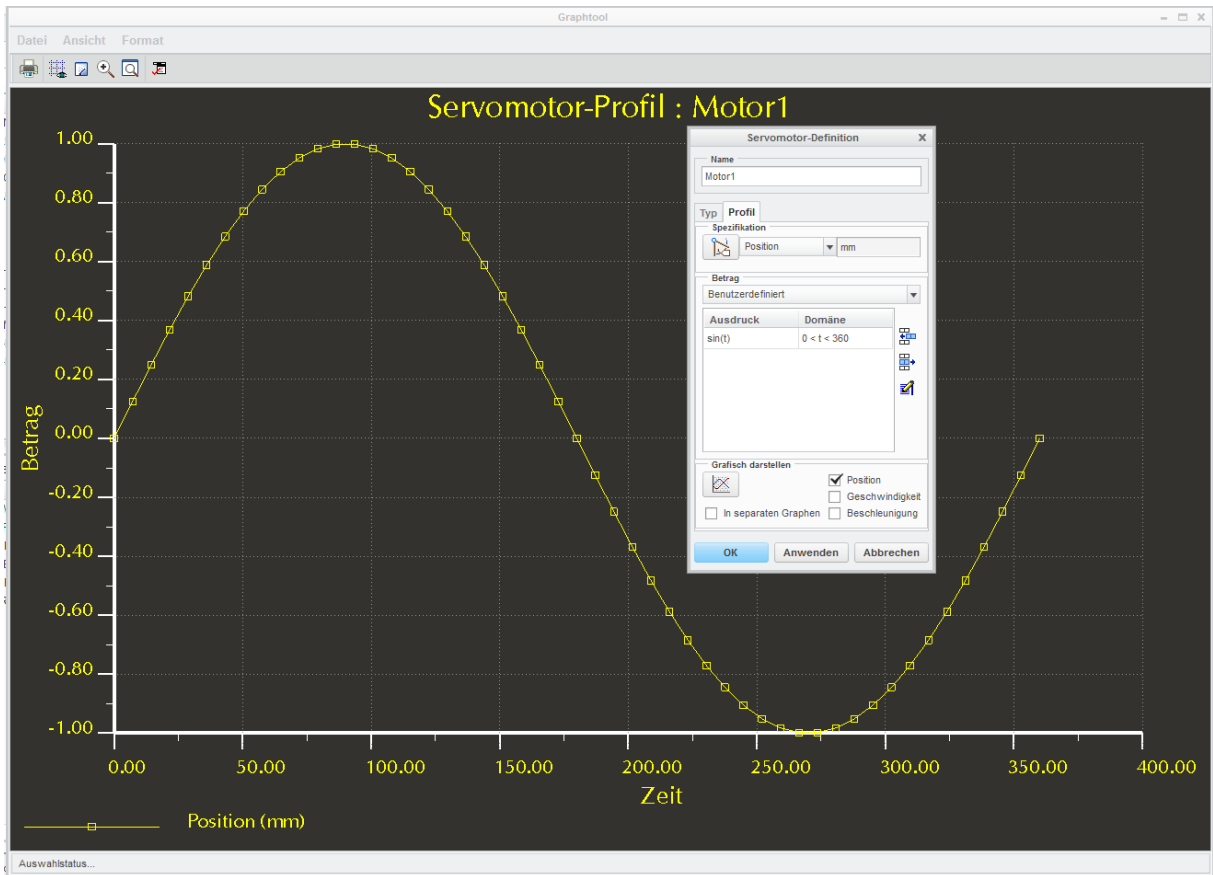 Graphtool
Datei Ansicht Format
Servomotor-Profil : Motor1
1.00
0.80
0.60
0.40
0.20
0.00
-0.20
-0.40
-0.60
-0.80
-1.00
Betrag
0.00 50.00 100.00 150.00 200.00 250.00 300.00 350.00 400.00
Zeit
Position (mm)
Auswahlstatus...
Servomotor-Definition
Name
Motor1
Typ Profil
Spezifikation
Position mm
Betrag
Benutzerdefiniert
Ausdruck Domäne
sin(t) 0 < t < 360
Grafisch darstellen
Position
Geschwindigkeit
In separaten Graphen Beschleunigung
OK Anwenden Abbrechen